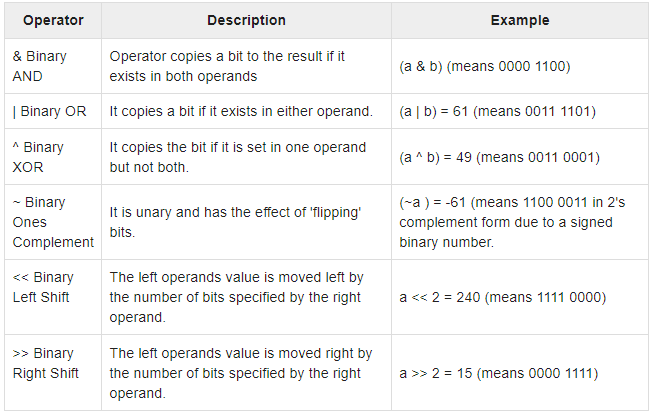 Operator Description Example
& Binary AND Operator copies a bit to the result if it exists in both operands (a & b) (means 0000 1100)
| Binary OR It copies a bit if it exists in either operand. (a | b) = 61 (means 0011 1101)
^ Binary XOR It copies the bit if it is set in one operand but not both. (a ^ b) = 49 (means 0011 0001)
~ Binary Ones Complement It is unary and has the effect of 'flipping' bits. (~a ) = -61 (means 1100 0011 in 2's complement form due to a signed binary number.
<< Binary Left Shift The left operands value is moved left by the number of bits specified by the right operand. a << 2 = 240 (means 1111 0000)
>> Binary Right Shift The left operands value is moved right by the number of bits specified by the right operand. a >> 2 = 15 (means 0000 1111)